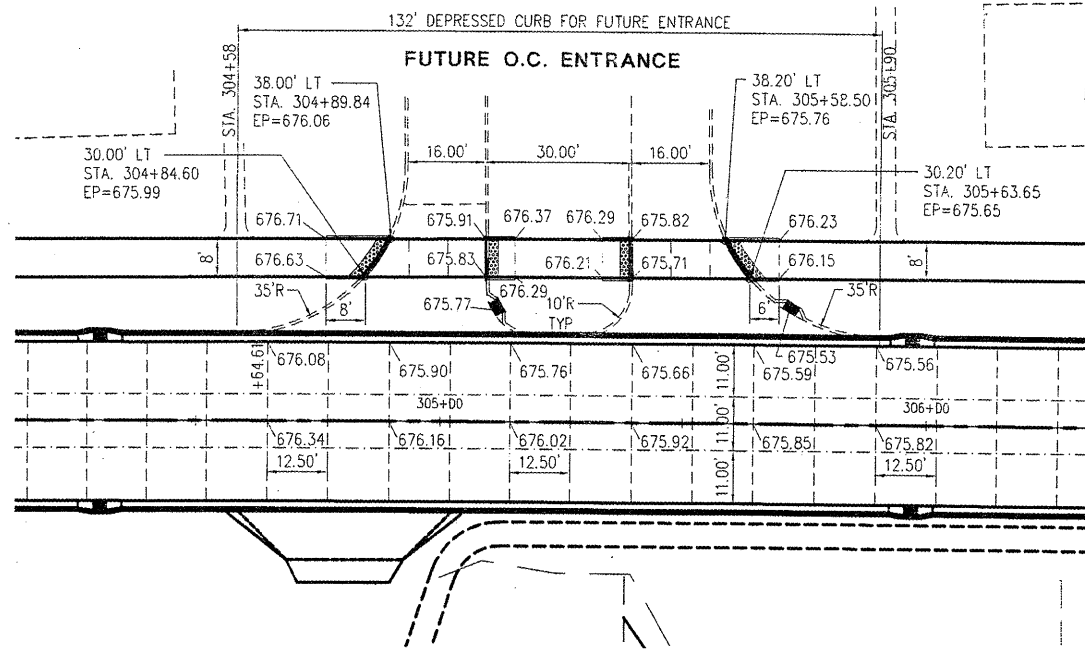 132' DEPRESSED CURB FOR FUTURE ENTRANCE
FUTURE O.C. ENTRANCE
STA. 304+58
STA. 305+90
38.00' LT
STA. 304+89.84
EP=676.06
38.20' LT
STA. 305+58.50
EP=675.76
30.00' LT
STA. 304+84.60
EP=675.99
30.20' LT
STA. 305+63.65
EP=675.65
16.00'
30.00'
16.00'
676.71
675.91
676.37
676.29
675.82
676.23
8'
676.63
675.83
676.21
675.71
676.15
8'
676.29
35'R
8'
675.77
10'R
TYP
6'
35'R
+64.61
676.08
675.90
675.76
675.66
11.00'
675.53
675.59
675.56
305+00
306+00
11.00'
676.34
676.16
676.02
675.92
675.85
675.82
12.50'
12.50'
11.00'
12.50'